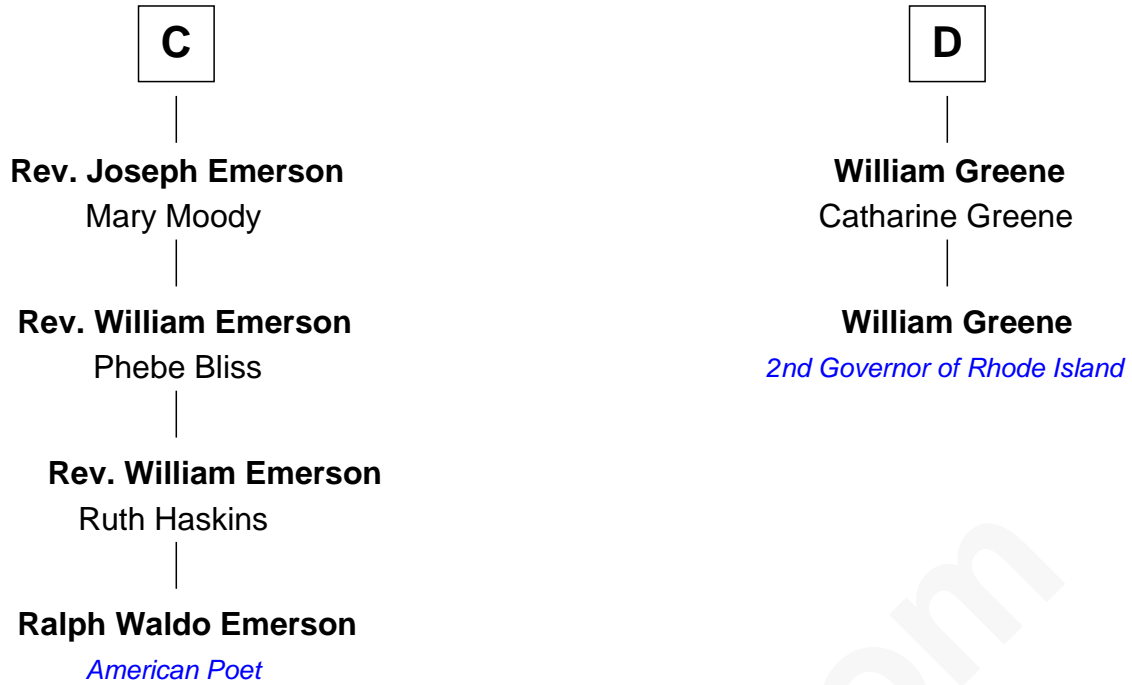 C
Rev. Joseph Emerson
Mary Moody
Rev. William Emerson
Phebe Bliss
Rev. William Emerson
Ruth Haskins
Ralph Waldo Emerson
American Poet
D
William Greene
Catharine Greene
William Greene
2nd Governor of Rhode Island
om